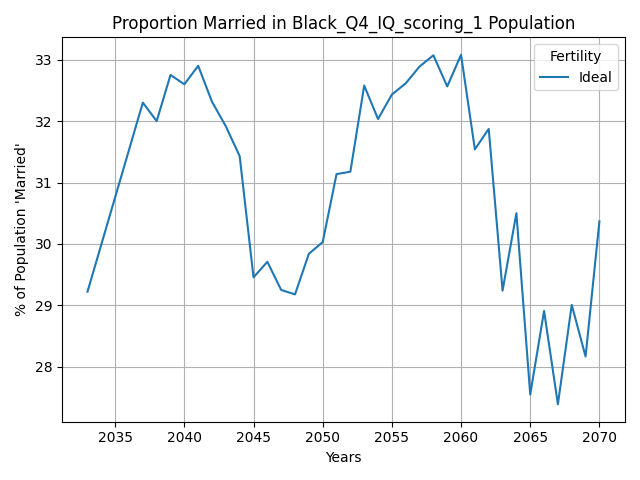 Proportion Married in Black_Q4_IQ_scoring_1 Population
Fertility
Ideal
% of Population 'Married'
33
32
31
30
29
28
2035 2040 2045 2050 2055 2060 2065 2070
Years